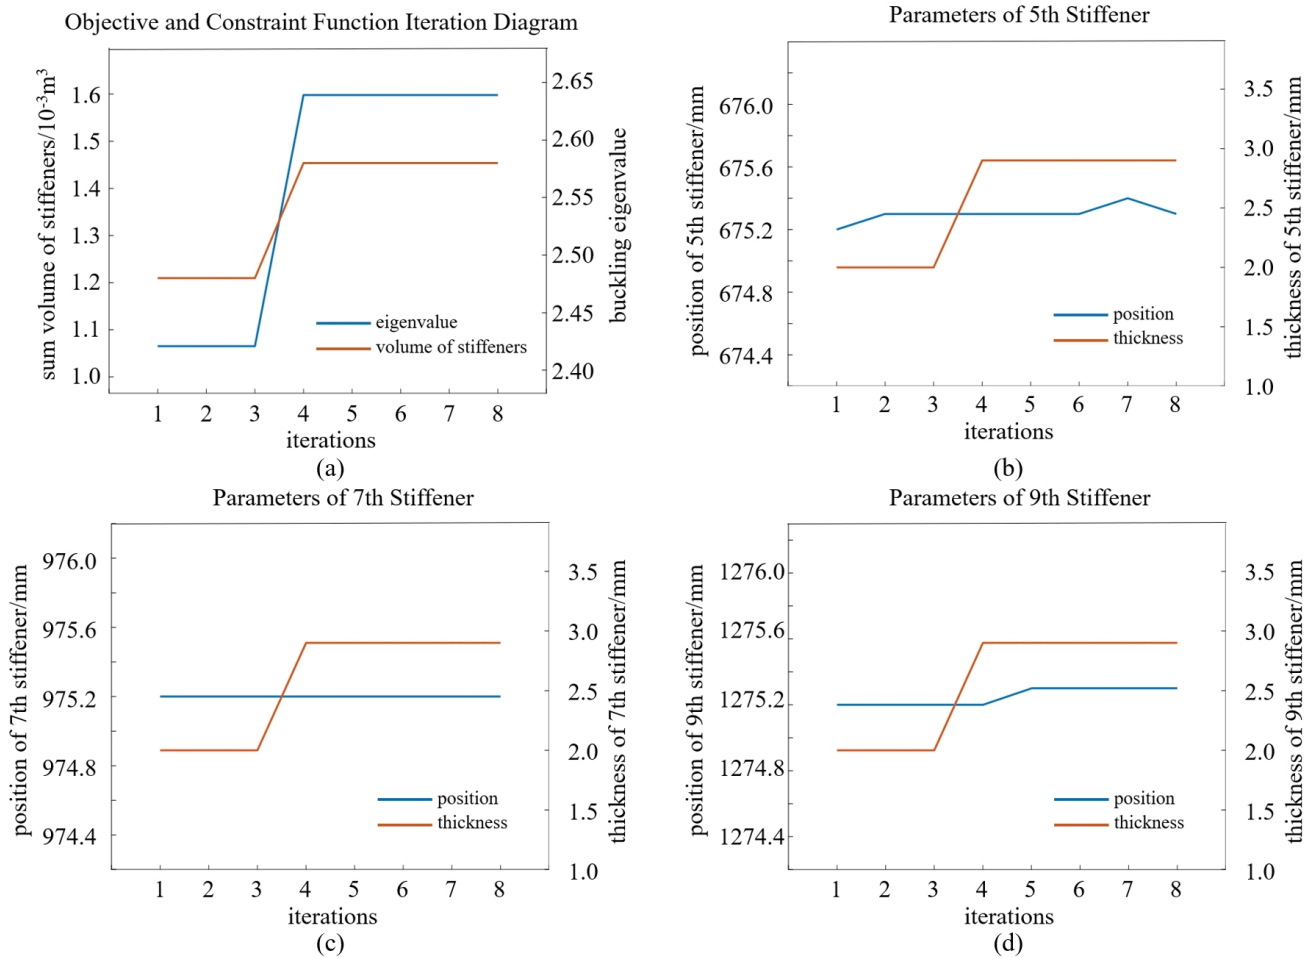 Objective and Constraint Function Iteration Diagram
sum volume of stiffeners/10⁻³m³
1.6
1.5
1.4
1.3
1.2
1.1
1.0
2.65
2.60
2.55
2.50
2.45
2.40
buckling eigenvalue
eigenvalue
volume of stiffeners
1 2 3 4 5 6 7 8
iterations
(a)
Parameters of 5th Stiffener
position of 5th stiffener/mm
676.0
675.6
675.2
674.8
674.4
3.5
3.0
2.5
2.0
1.5
1.0
thickness of 5th stiffener/mm
position
thickness
1 2 3 4 5 6 7 8
iterations
(b)
Parameters of 7th Stiffener
position of 7th stiffener/mm
976.0
975.6
975.2
974.8
974.4
3.5
3.0
2.5
2.0
1.5
1.0
thickness of 7th stiffener/mm
position
thickness
1 2 3 4 5 6 7 8
iterations
(c)
Parameters of 9th Stiffener
position of 9th stiffener/mm
1276.0
1275.6
1275.2
1274.8
1274.4
3.5
3.0
2.5
2.0
1.5
1.0
thickness of 9th stiffener/mm
position
thickness
1 2 3 4 5 6 7 8
iterations
(d)